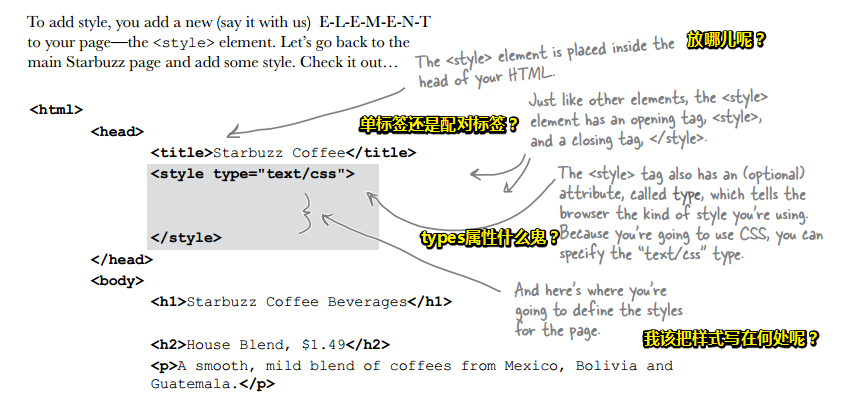 To add style, you add a new (say it with us) E-L-E-M-E-N-T
to your page—the <style> element. Let's go back to the
main Starbuzz page and add some style. Check it out…
The <style> element is placed inside the
head of your HTML.
放哪儿呢？
<html>
<head>
<title>Starbuzz Coffee</title>
<style type="text/css">
</style>
</head>
<body>
<h1>Starbuzz Coffee Beverages</h1>
<h2>House Blend, $1.49</h2>
<p>A smooth, mild blend of coffees from Mexico, Bolivia and
Guatemala.</p>
单标签还是配对标签？
Just like other elements, the <style>
element has an opening tag, <style>,
and a closing tag, </style>.
The <style> tag also has an (optional)
attribute, called type, which tells the
browser the kind of style you're using.
Because you're going to use CSS, you can
specify the "text/css" type.
types属性什么鬼？
And here's where you're
going to define the styles
for the page.
我该把样式写在何处呢？